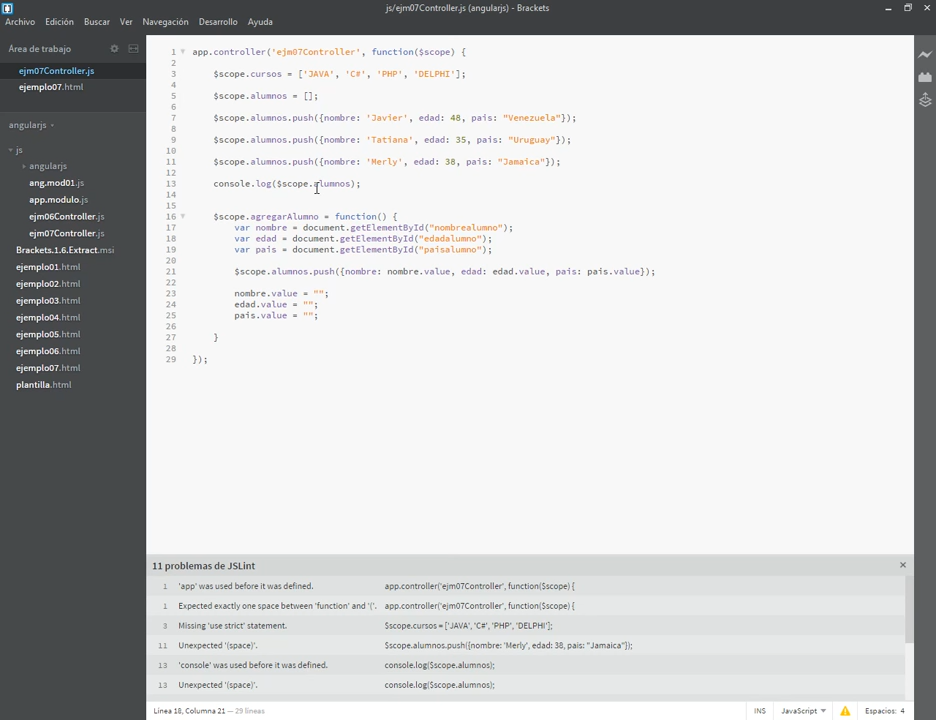 js/ejm07Controller.js (angularjs) - Brackets
Archivo Edición Buscar Ver Navegación Desarrollo Ayuda
Área de trabajo
ejm07Controller.js
ejemplo07.html
angularjs
js
angularjs
ang.mod01.js
app.modulo.js
ejm06Controller.js
ejm07Controller.js
Brackets.1.6.Extract.msi
ejemplo01.html
ejemplo02.html
ejemplo03.html
ejemplo04.html
ejemplo05.html
ejemplo06.html
ejemplo07.html
plantilla.html
1 app.controller('ejm07Controller', function($scope) {
2
3 $scope.cursos = ['JAVA', 'C#', 'PHP', 'DELPHI'];
4
5 $scope.alumnos = [];
6
7 $scope.alumnos.push({nombre: 'Javier', edad: 48, pais: "Venezuela"});
8
9 $scope.alumnos.push({nombre: 'Tatiana', edad: 35, pais: "Uruguay"});
10
11 $scope.alumnos.push({nombre: 'Merly', edad: 38, pais: "Jamaica"});
12
13 console.log($scope.alumnos);
14
15
16 $scope.agregarAlumno = function() {
17 var nombre = document.getElementById("nombrealumno");
18 var edad = document.getElementById("edadalumno");
19 var pais = document.getElementById("paisalumno");
20
21 $scope.alumnos.push({nombre: nombre.value, edad: edad.value, pais: pais.value});
22
23 nombre.value = "";
24 edad.value = "";
25 pais.value = "";
26
27 }
28
29 });
11 problemas de JSLint
1 'app' was used before it was defined. app.controller('ejm07Controller', function($scope) {
1 Expected exactly one space between 'function' and '('. app.controller('ejm07Controller', function($scope) {
3 Missing 'use strict' statement. $scope.cursos = ['JAVA', 'C#', 'PHP', 'DELPHI'];
11 Unexpected '(space)'. $scope.alumnos.push({nombre: 'Merly', edad: 38, pais: "Jamaica"});
13 'console' was used before it was defined. console.log($scope.alumnos);
13 Unexpected '(space)'. console.log($scope.alumnos);
Línea 18, Columna 21 — 29 líneas INS JavaScript Espacios: 4